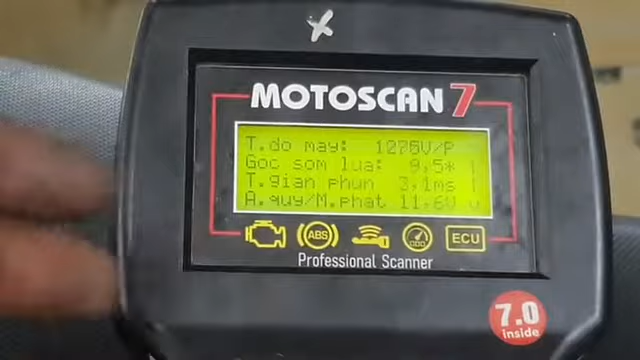 MOTOSCAN 7
T.do may: 1275V/P
Goc som lua: 9,5*
T.gian phun 3,1ms
A.quy/M.phat 11,6V
ABS
ECU
Professional Scanner
7.0
inside